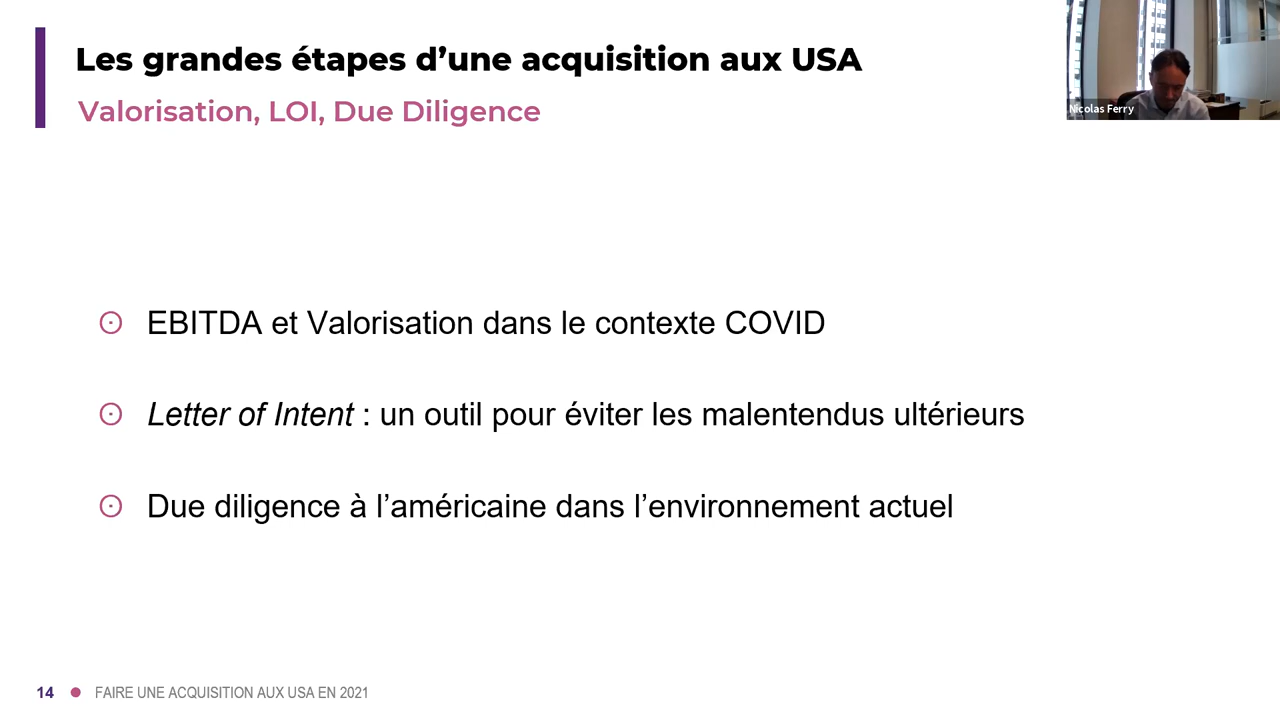 Les grandes étapes d’une acquisition aux USA
Valorisation, LOI, Due Diligence
Nicolas Ferry
EBITDA et Valorisation dans le contexte COVID
Letter of Intent : un outil pour éviter les malentendus ultérieurs
Due diligence à l’américaine dans l’environnement actuel
14 ● FAIRE UNE ACQUISITION AUX USA EN 2021